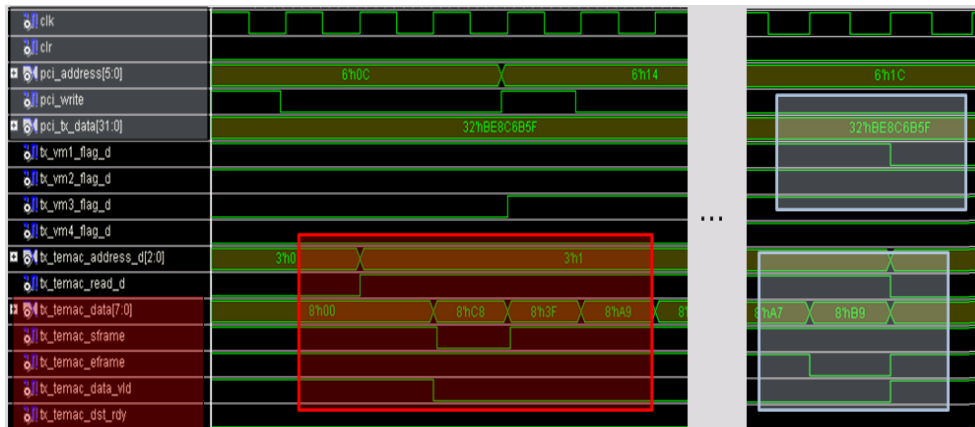 clk
clr
pci_address[5:0] 6'h0C 6'h14 6'h1C
pci_write
pci_tx_data[31:0] 32'hBE8C6B5F 32'hBE8C6B5F
tx_vm1_flag_d
tx_vm2_flag_d
tx_vm3_flag_d
...
tx_vm4_flag_d
tx_temac_address_d[2:0] 3'h0 3'h1
tx_temac_read_d
tx_temac_data[7:0] 8'h00 8'hC8 8'h3F 8'hA9 8'hA7 8'hB9
tx_temac_sframe
tx_temac_eframe
tx_temac_data_vld
tx_temac_dst_rdy